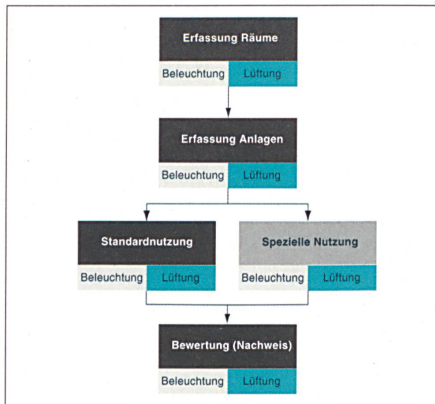 Erfassung Räume
Beleuchtung Lüftung
Erfassung Anlagen
Beleuchtung Lüftung
Standardnutzung Spezielle Nutzung
Beleuchtung Lüftung Beleuchtung Lüftung
Bewertung (Nachweis)
Beleuchtung Lüftung